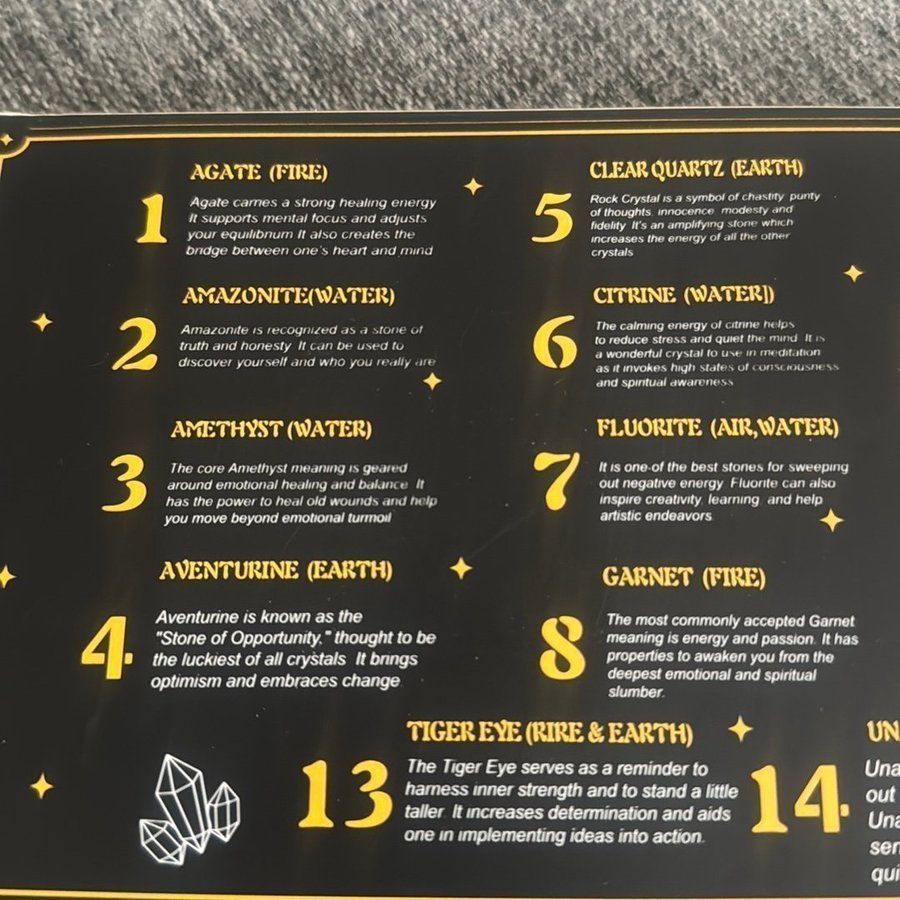 AGATE (FIRE)
1
Agate carries a strong healing energy
It supports mental focus and adjusts
your equilibrium It also creates the
bridge between one's heart and mind
AMAZONITE(WATER)
2
Amazonite is recognized as a stone of
truth and honesty It can be used to
discover yourself and who you really are
AMETHYST (WATER)
3
The core Amethyst meaning is geared
around emotional healing and balance It
has the power to heal old wounds and help
you move beyond emotional turmoil
AVENTURINE (EARTH)
4.
Aventurine is known as the
"Stone of Opportunity," thought to be
the luckiest of all crystals It brings
optimism and embraces change
CLEAR QUARTZ (EARTH)
5
Rock Crystal is a symbol of chastity purity
of thoughts, innocence modesty and
fidelity It's an amplifying stone which
increases the energy of all the other
crystals
CITRINE (WATER])
6
The calming energy of citrine helps
to reduce stress and quiet the mind It is
a wonderful crystal to use in meditation
as it invokes high states of consciousness
and spiritual awareness
FLUORITE (AIR,WATER)
7
It is one of the best stones for sweeping
out negative energy Fluorite can also
inspire creativity, learning, and help
artistic endeavors.
GARNET (FIRE)
8
The most commonly accepted Garnet
meaning is energy and passion. It has
properties to awaken you from the
deepest emotional and spiritual
slumber.
TIGER EYE (RIRE & EARTH)
13
The Tiger Eye serves as a reminder to
harness inner strength and to stand a little
taller. It increases determination and aids
one in implementing ideas into action.
UN
14.
Una
out
Una
sen
qui